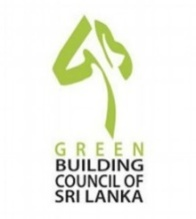 GREEN
BUILDING
COUNCIL OF
SRI LANKA